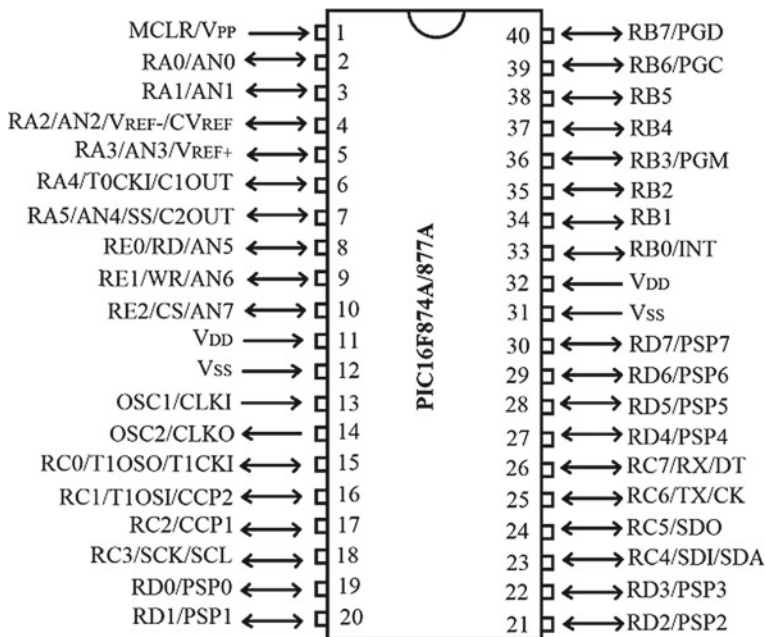 MCLR/VPP 1
RA0/AN0 2
RA1/AN1 3
RA2/AN2/VREF-/CVREF 4
RA3/AN3/VREF+ 5
RA4/T0CKI/C1OUT 6
RA5/AN4/SS/C2OUT 7
RE0/RD/AN5 8
RE1/WR/AN6 9
RE2/CS/AN7 10
VDD 11
VSS 12
OSC1/CLKI 13
OSC2/CLKO 14
RC0/T1OSO/T1CKI 15
RC1/T1OSI/CCP2 16
RC2/CCP1 17
RC3/SCK/SCL 18
RD0/PSP0 19
RD1/PSP1 20
PIC16F874A/877A
40 RB7/PGD
39 RB6/PGC
38 RB5
37 RB4
36 RB3/PGM
35 RB2
34 RB1
33 RB0/INT
32 VDD
31 VSS
30 RD7/PSP7
29 RD6/PSP6
28 RD5/PSP5
27 RD4/PSP4
26 RC7/RX/DT
25 RC6/TX/CK
24 RC5/SDO
23 RC4/SDI/SDA
22 RD3/PSP3
21 RD2/PSP2